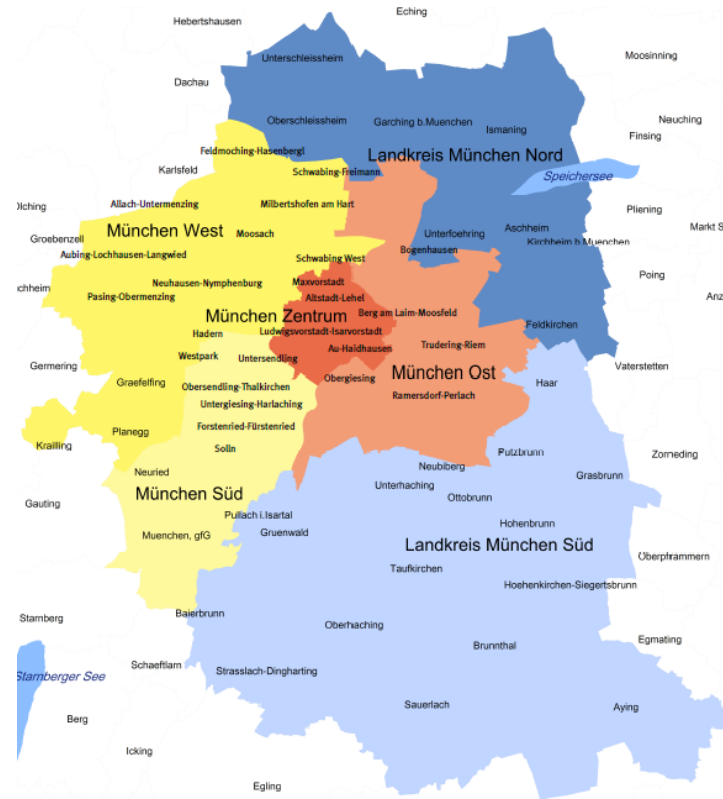 Eching
Hebertshausen
Unterschleissheim
Moosinning
Dachau
Oberschleissheim
Garching b.Muenchen
Ismaning
Neuching
Finsing
Feldmoching-Hasenbergl
Landkreis München Nord
Karlsfeld
Schwabing-Freimann
Speichersee
Allach-Untermenzing
Milbertshofen am Hart
Pliening
München West
Moosach
Unterfoehring
Aschheim
Markt S
Groebenzell
Kirchheim b.Muenchen
Aubing-Lochhausen-Langwied
Bogenhausen
Schwabing West
Poing
Neuhausen-Nymphenburg
Maxvorstadt
Pasing-Obermenzing
Altstadt-Lehel
Anz
München Zentrum
Berg am Laim-Moosfeld
Feldkirchen
Hadern
Ludwigsvorstadt-Isarvorstadt
Au-Haidhausen
Trudering-Riem
Westpark
Untersendling
Germering
Vaterstetten
München Ost
Graefelfing
Obersendling-Thalkirchen
Obergiesing
Haar
Untergiesing-Harlaching
Ramersdorf-Perlach
Planegg
Forstenried-Fürstenried
Krailling
Solln
Putzbrunn
Zorneding
Neuried
Neubiberg
Grasbrunn
Unterhaching
München Süd
Ottobrunn
Gauting
Pullach i.Isartal
Hohenbrunn
Muenchen, gfG
Gruenwald
Landkreis München Süd
Oberpframmern
Taufkirchen
Hoehenkirchen-Siegertsbrunn
Starnberg
Baierbrunn
Oberhaching
Brunnthal
Egmating
Schaeftlarn
Strasslach-Dingharting
Starnberger See
Sauerlach
Aying
Berg
Icking
Egling